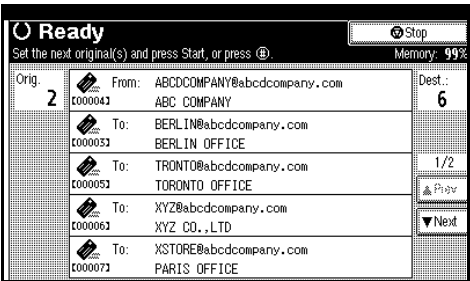 Ready
Stop
Set the next original(s) and press Start, or press (#).
Memory: 99%
Orig.
2
From: ABCDCOMPANY@abcdcompany.com
[00004] ABC COMPANY
To: BERLIN@abcdcompany.com
[00003] BERLIN OFFICE
To: TRONTO@abcdcompany.com
[00005] TORONTO OFFICE
To: XYZ@abcdcompany.com
[00006] XYZ CO.,LTD
To: XSTORE@abcdcompany.com
[00007] PARIS OFFICE
Dest.:
6
1/2
▲Prev
▼Next